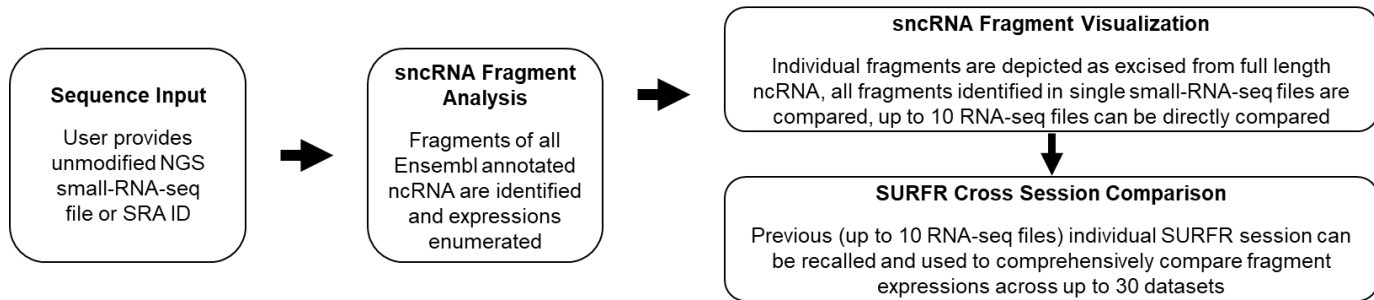 Sequence Input
User provides
unmodified NGS
small-RNA-seq
file or SRA ID
sncRNA Fragment
Analysis
Fragments of all
Ensembl annotated
ncRNA are identified
and expressions
enumerated
sncRNA Fragment Visualization
Individual fragments are depicted as excised from full length
ncRNA, all fragments identified in single small-RNA-seq files are
compared, up to 10 RNA-seq files can be directly compared
SURFR Cross Session Comparison
Previous (up to 10 RNA-seq files) individual SURFR session can
be recalled and used to comprehensively compare fragment
expressions across up to 30 datasets